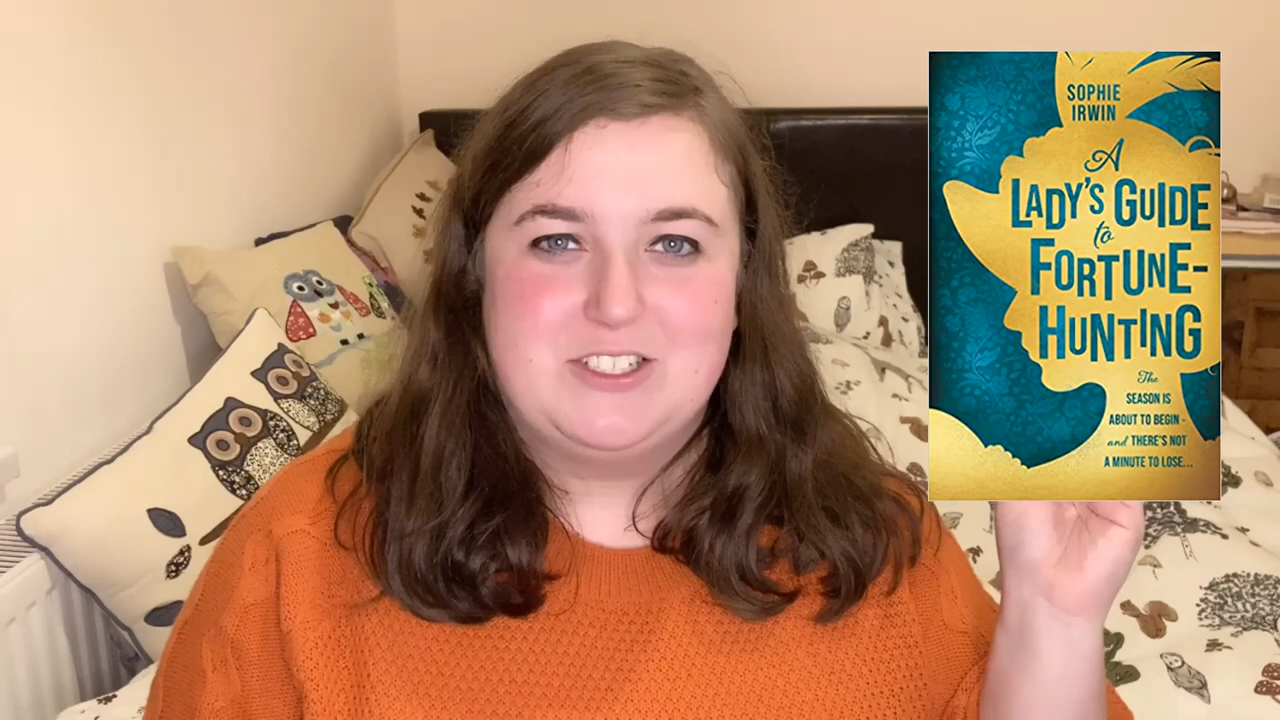 SOPHIE
IRWIN
A
LADY'S GUIDE
to
FORTUNE-
HUNTING
The
SEASON IS
ABOUT TO BEGIN -
and THERE'S NOT
A MINUTE TO LOSE...